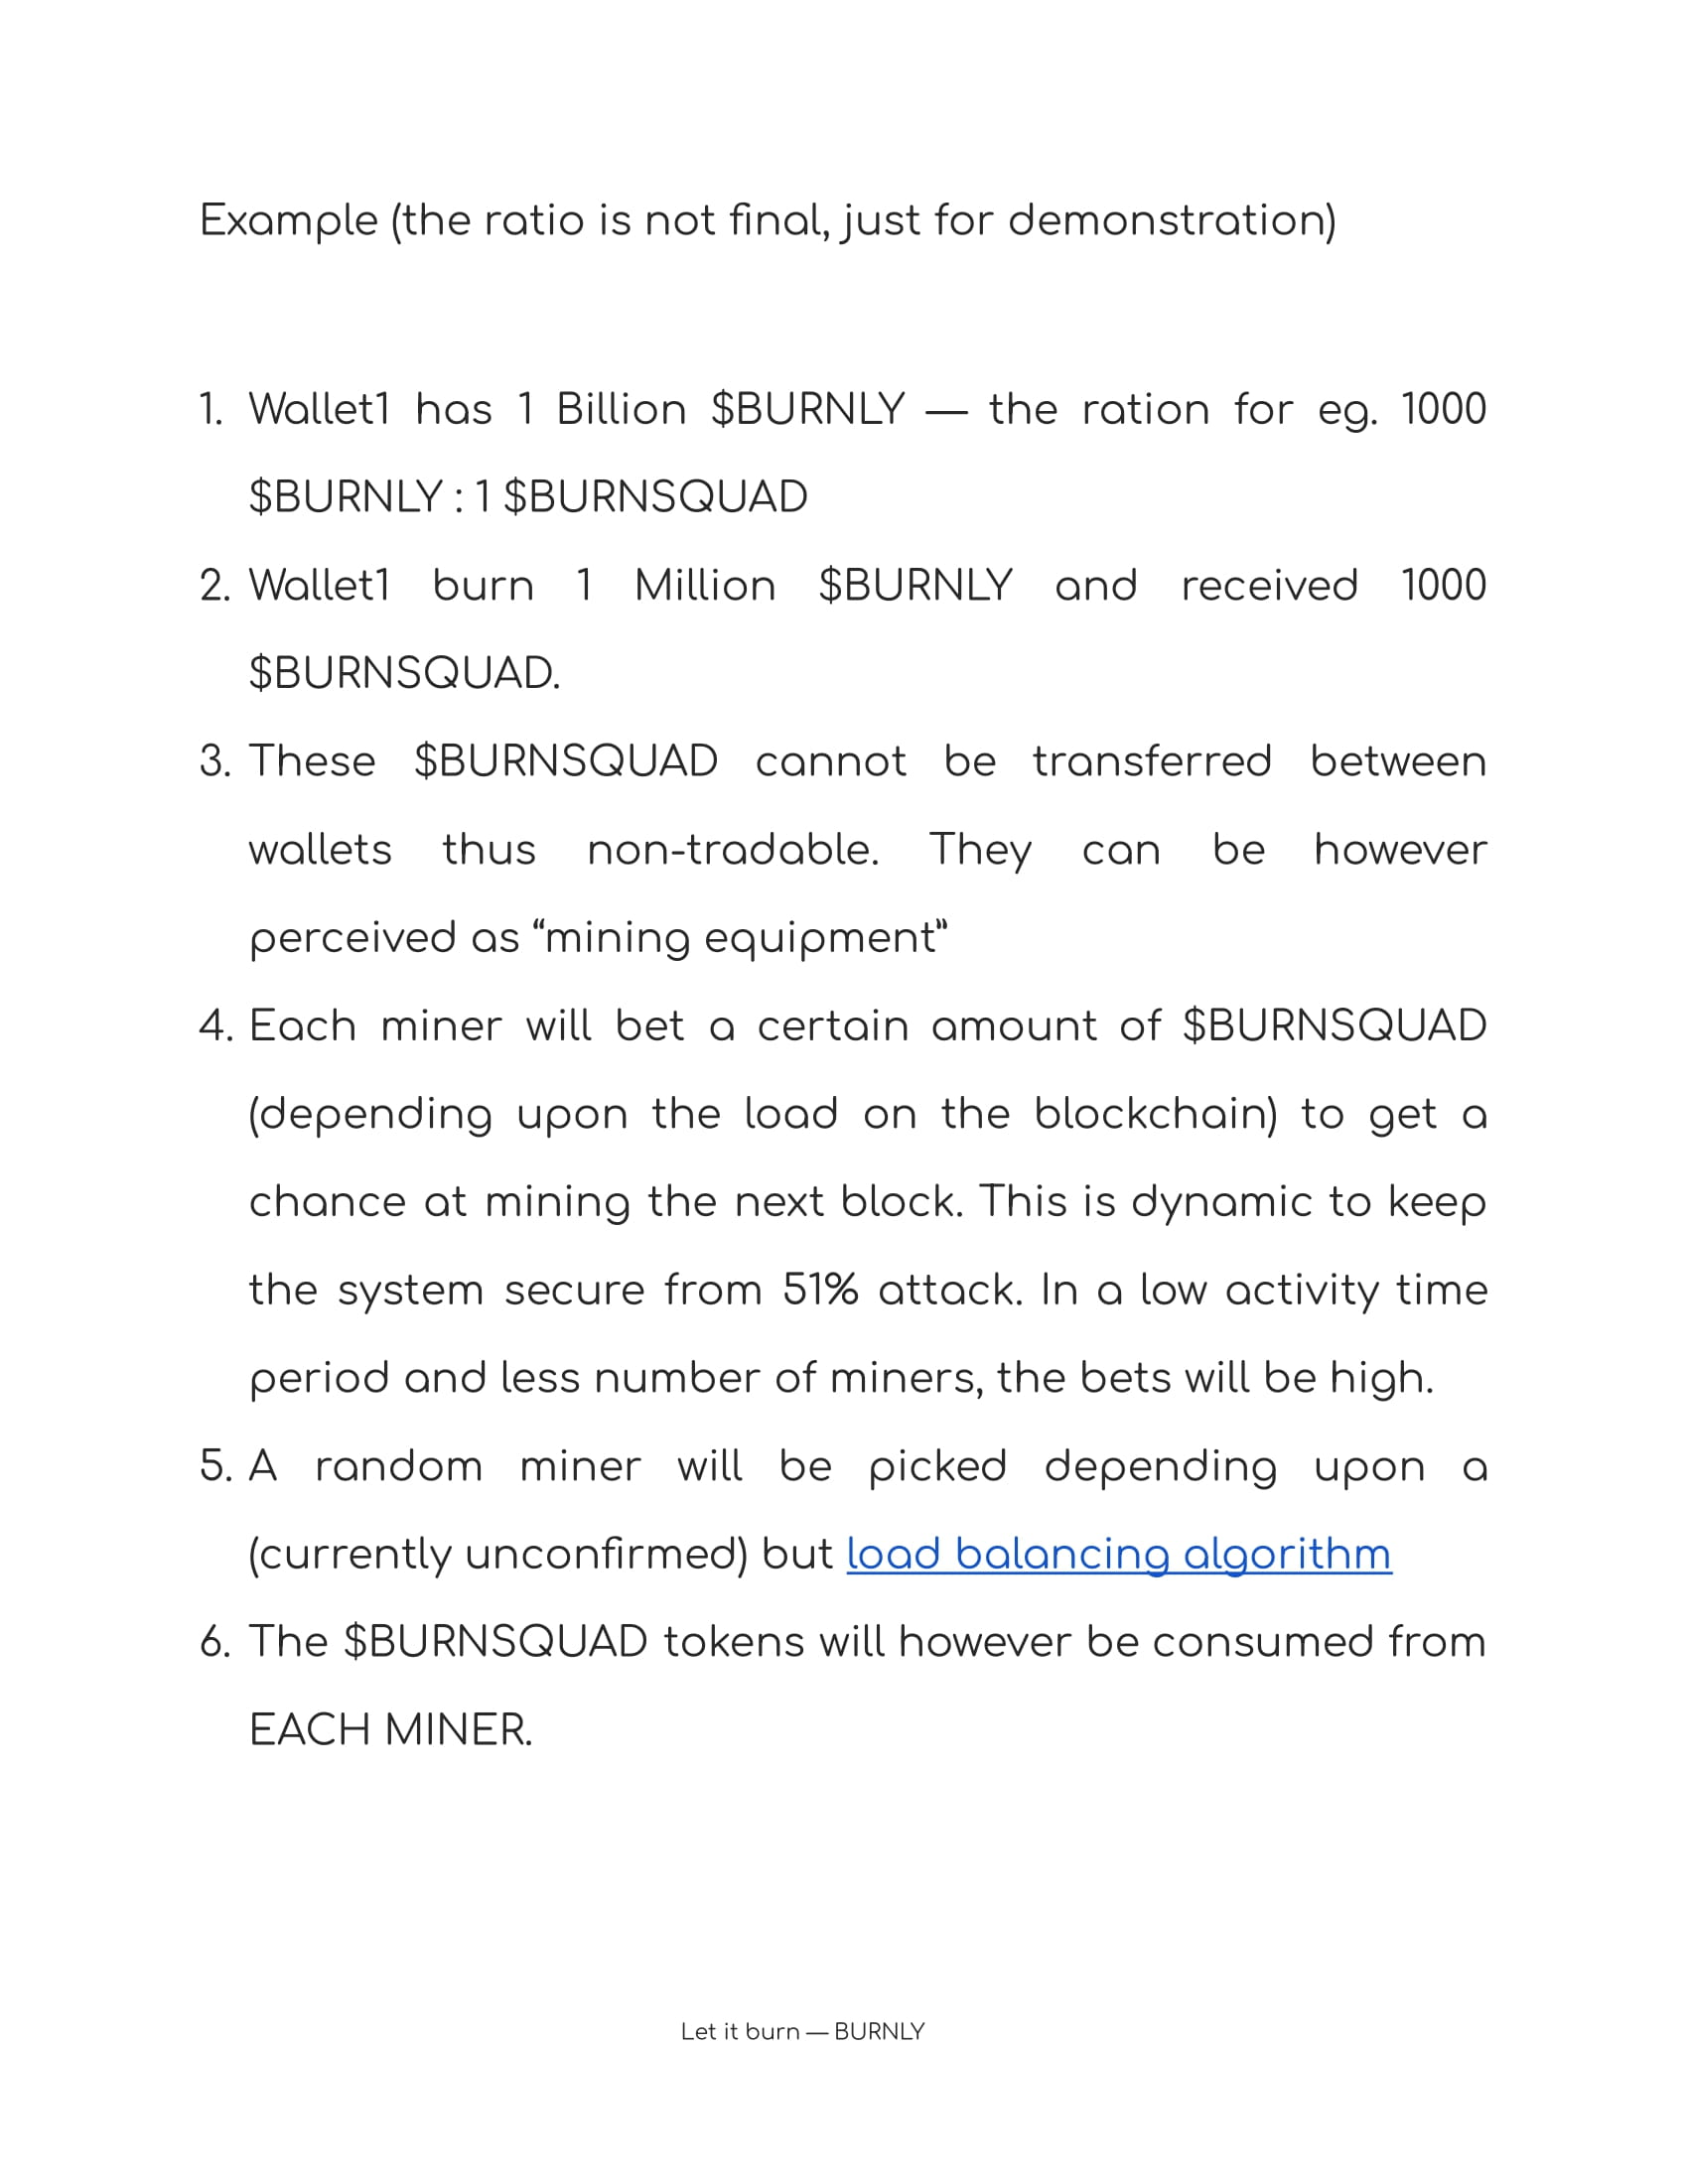 Example (the ratio is not final, just for demonstration)
1. Wallet1 has 1 Billion $BURNLY — the ration for eg. 1000
$BURNLY : 1 $BURNSQUAD
2. Wallet1 burn 1 Million $BURNLY and received 1000
$BURNSQUAD.
3. These $BURNSQUAD cannot be transferred between
wallets thus non-tradable. They can be however
perceived as “mining equipment”
4. Each miner will bet a certain amount of $BURNSQUAD
(depending upon the load on the blockchain) to get a
chance at mining the next block. This is dynamic to keep
the system secure from 51% attack. In a low activity time
period and less number of miners, the bets will be high.
5. A random miner will be picked depending upon a
(currently unconfirmed) but load balancing algorithm
6. The $BURNSQUAD tokens will however be consumed from
EACH MINER.
Let it burn — BURNLY